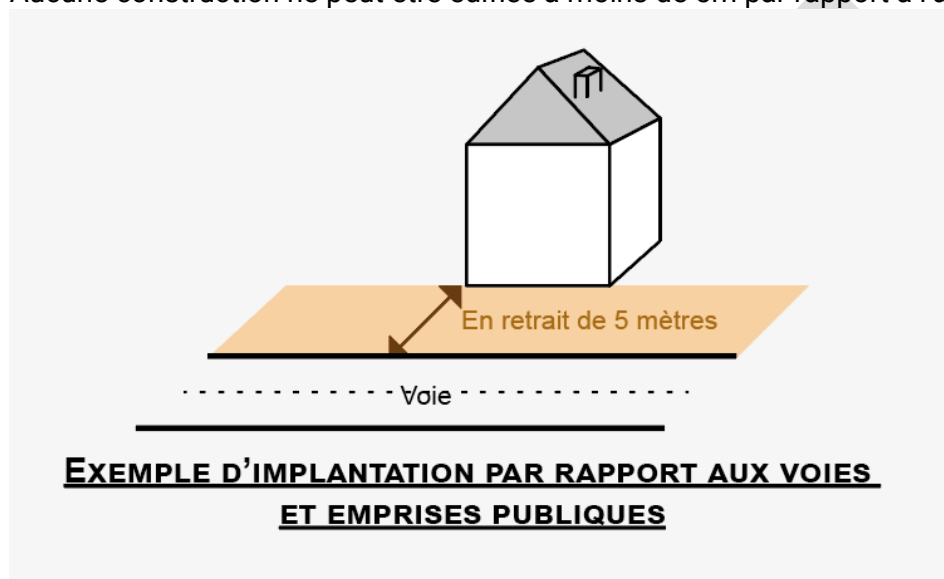 En retrait de 5 mètres
Voie
EXEMPLE D'IMPLANTATION PAR RAPPORT AUX VOIES
ET EMPRISES PUBLIQUES